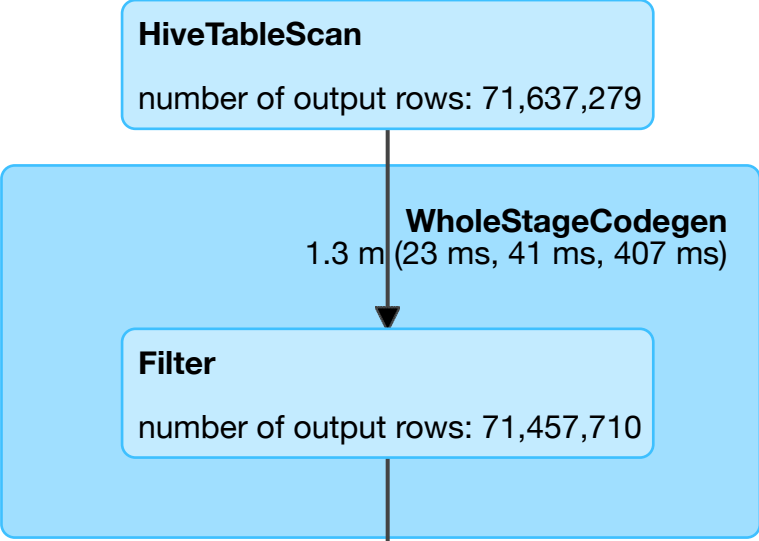 HiveTableScan
number of output rows: 71,637,279
WholeStageCodegen
1.3 m (23 ms, 41 ms, 407 ms)
Filter
number of output rows: 71,457,710